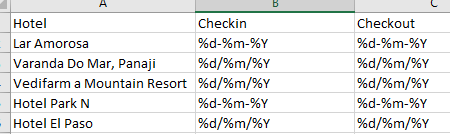 A B C
Hotel Checkin Checkout
Lar Amorosa %d-%m-%Y %d-%m-%Y
Varanda Do Mar, Panaji %d/%m/%Y %d/%m/%Y
Vedifarm a Mountain Resort %d/%m/%Y %d/%m/%Y
Hotel Park N %d-%m-%Y %d-%m-%Y
Hotel El Paso %d/%m/%Y %d/%m/%Y